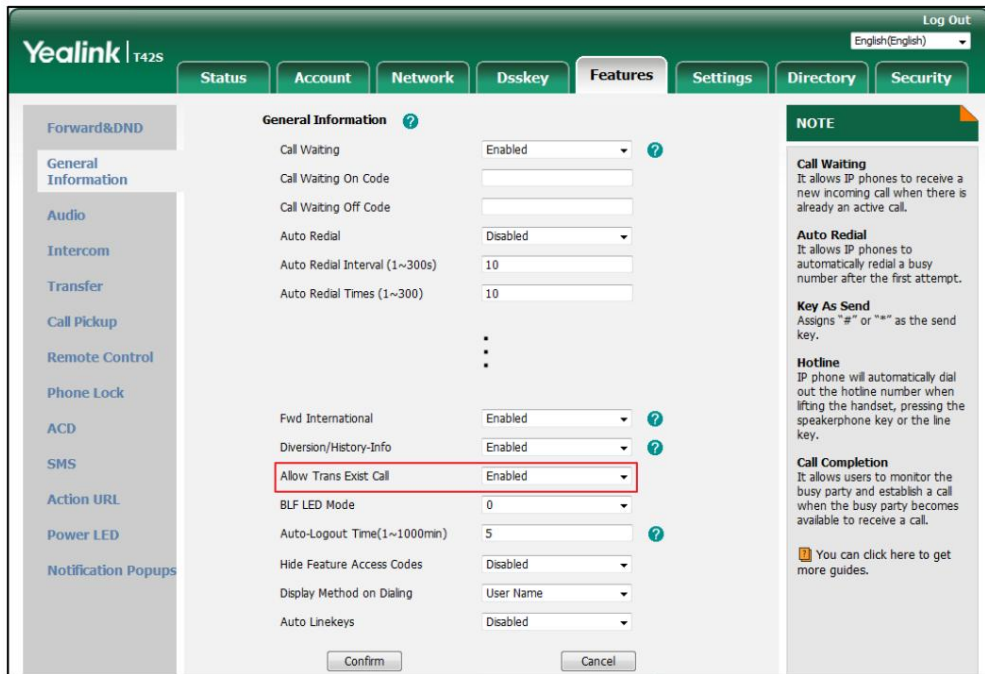 Log Out
English(English)
Yealink T42S
Status Account Network Dsskey Features Settings Directory Security
Forward&DND
General
Information
Audio
Intercom
Transfer
Call Pickup
Remote Control
Phone Lock
ACD
SMS
Action URL
Power LED
Notification Popups
General Information ?
Call Waiting Enabled ?
Call Waiting On Code
Call Waiting Off Code
Auto Redial Disabled
Auto Redial Interval (1~300s) 10
Auto Redial Times (1~300) 10
Fwd International Enabled ?
Diversion/History-Info Enabled ?
Allow Trans Exist Call Enabled
BLF LED Mode 0
Auto-Logout Time(1~1000min) 5 ?
Hide Feature Access Codes Disabled
Display Method on Dialing User Name
Auto Linekeys Disabled
Confirm Cancel
NOTE
Call Waiting
It allows IP phones to receive a
new incoming call when there is
already an active call.
Auto Redial
It allows IP phones to
automatically redial a busy
number after the first attempt.
Key As Send
Assigns "#" or "*" as the send
key.
Hotline
IP phone will automatically dial
out the hotline number when
lifting the handset, pressing the
speakerphone key or the line
key.
Call Completion
It allows users to monitor the
busy party and establish a call
when the busy party becomes
available to receive a call.
? You can click here to get
more guides.